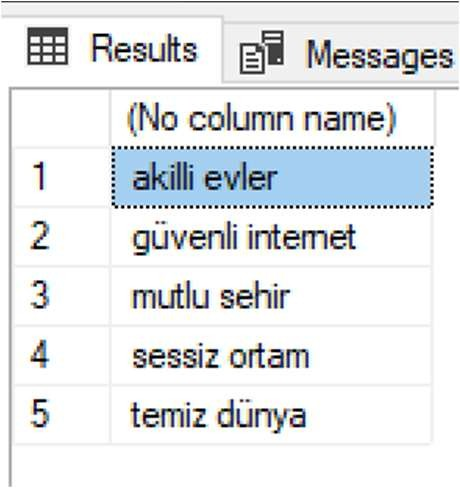 Results Messages
(No column name)
1 akilli evler
2 güvenli internet
3 mutlu sehir
4 sessiz ortam
5 temiz dünya